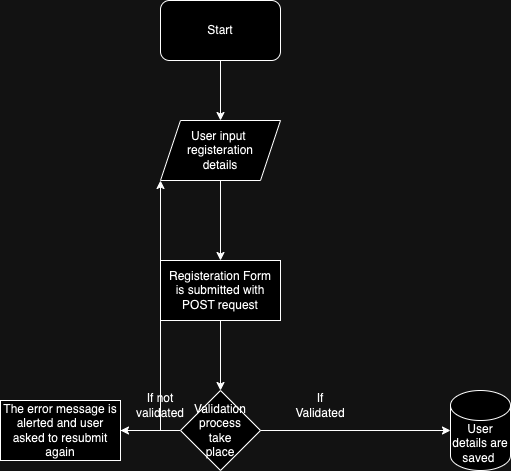 Start
User input
registeration
details
Registeration Form
is submitted with
POST request
If not
validated
If
Validated
Validation
process
take
place
The error message is
alerted and user
asked to resubmit
again
User
details are
saved